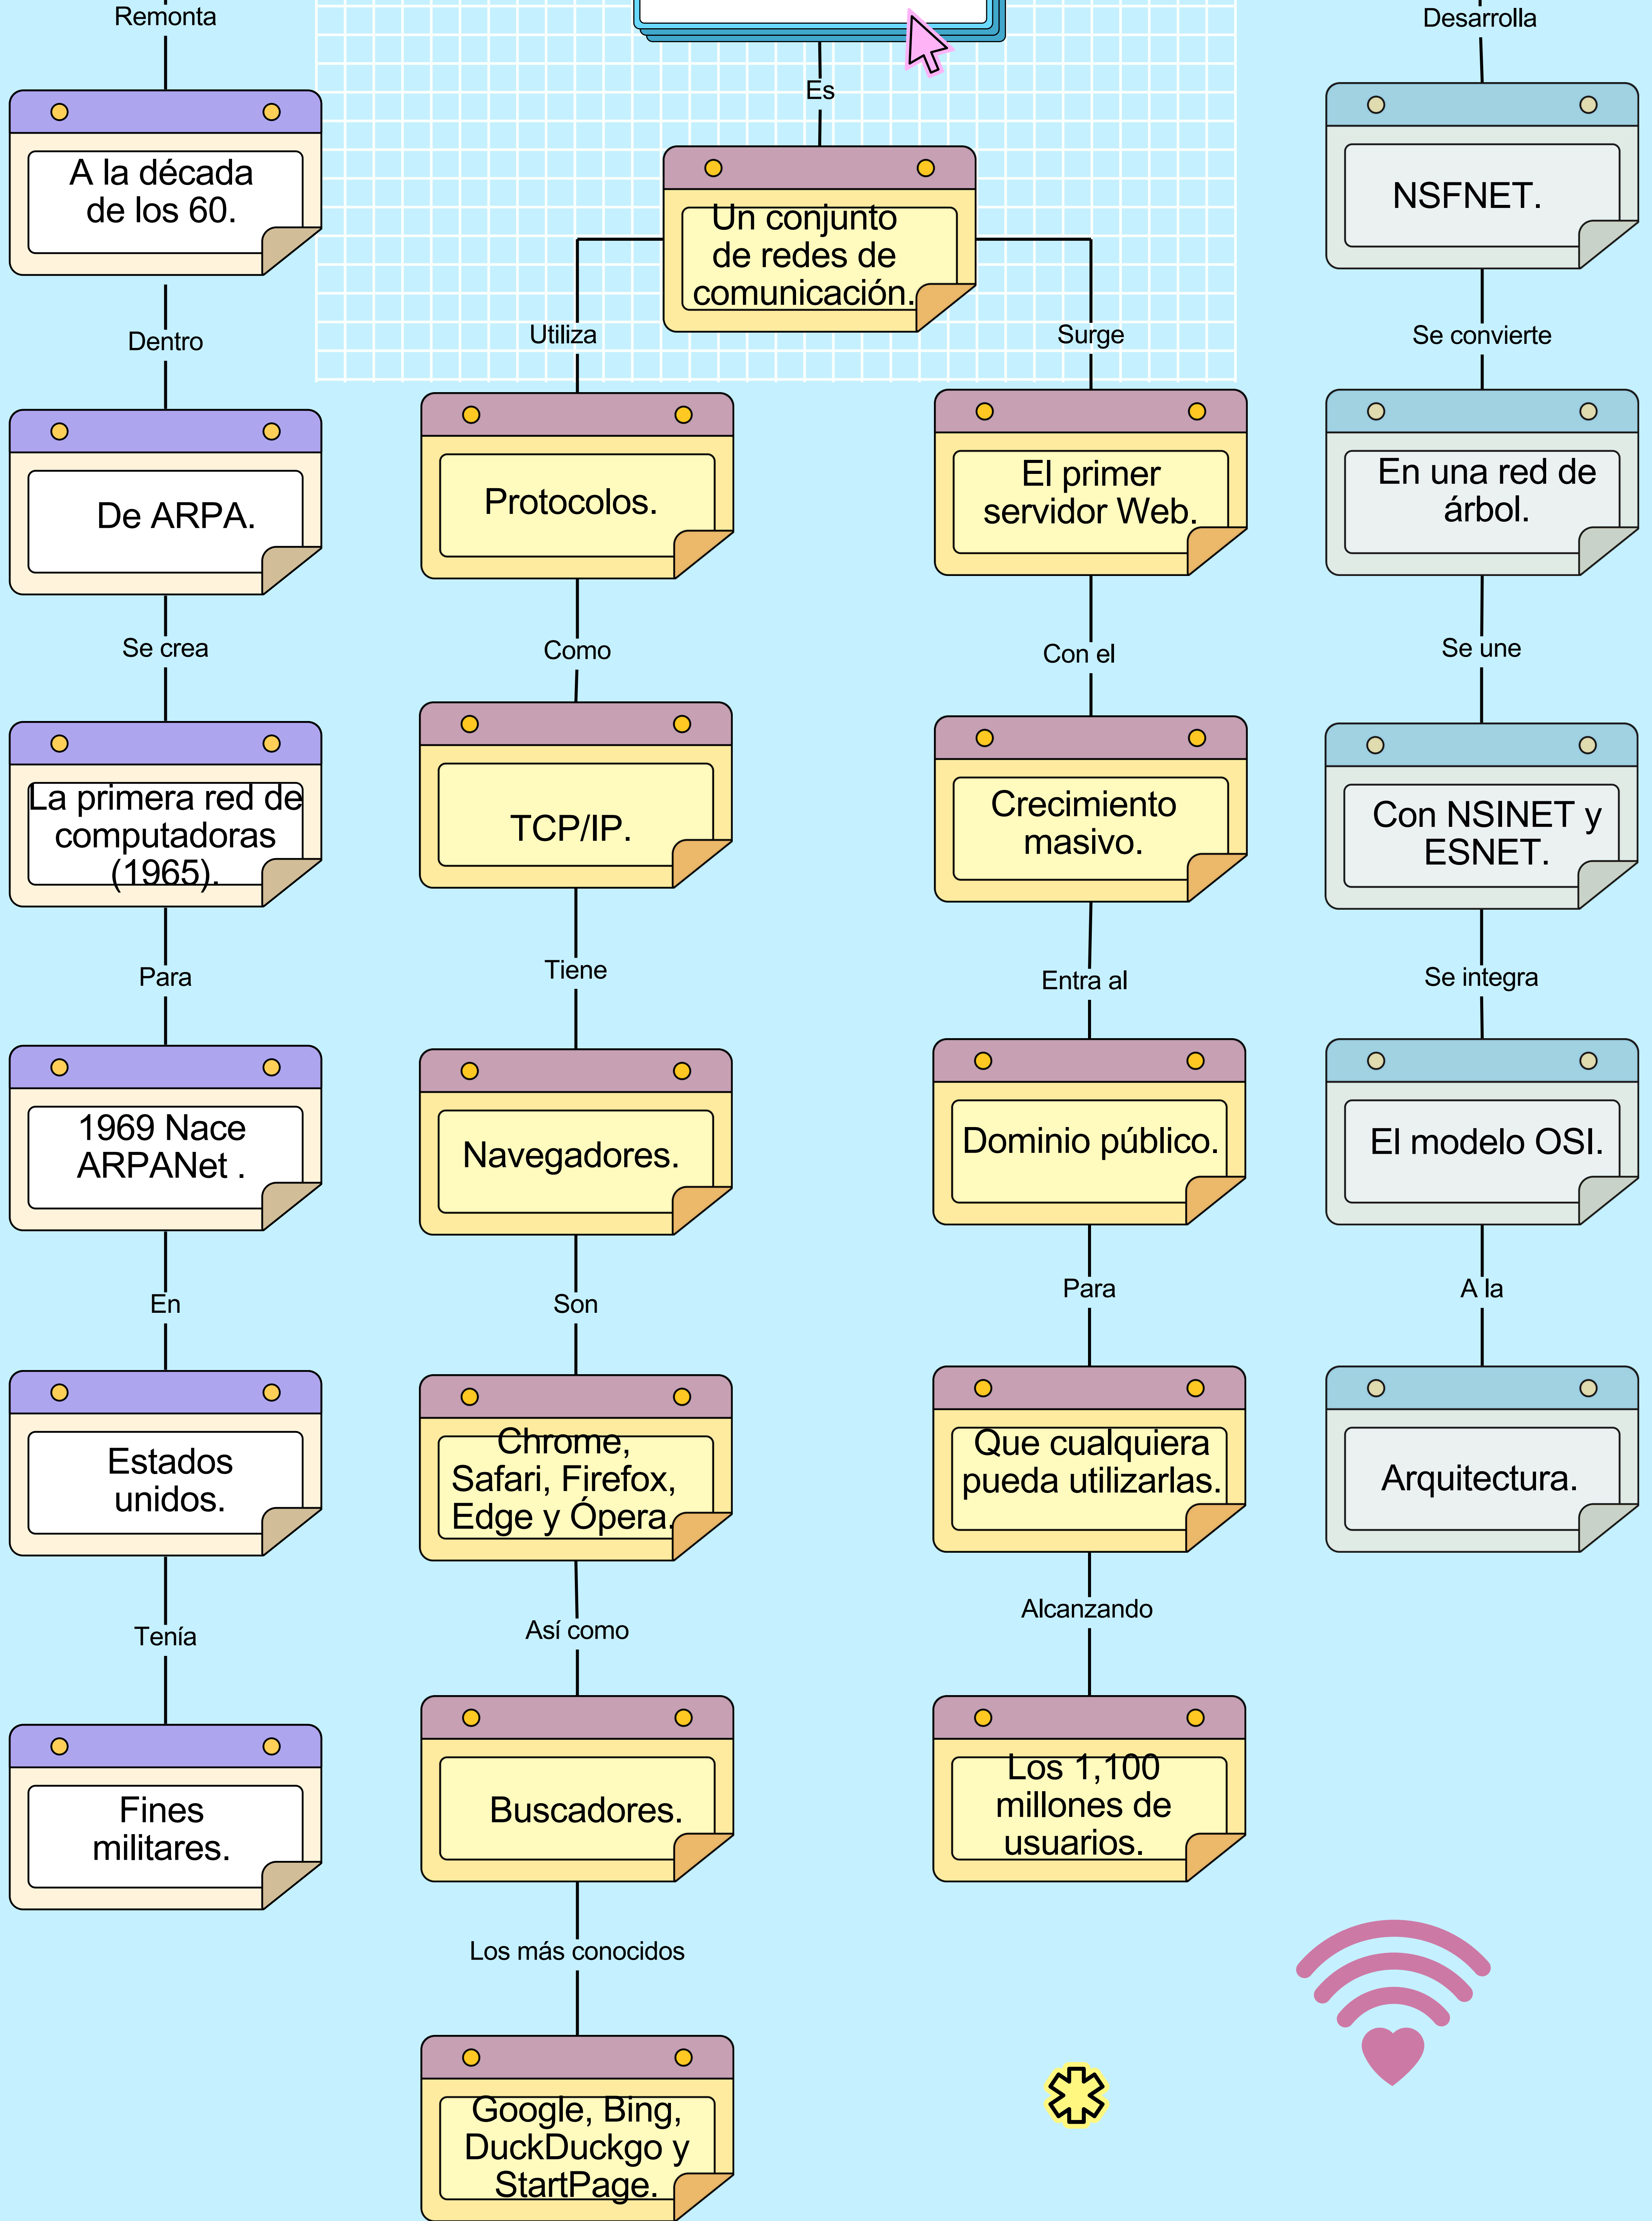 Remonta
A la década
de los 60.
Dentro
De ARPA.
Se crea
La primera red de
computadoras
(1965).
Para
1969 Nace
ARPANet .
En
Estados
unidos.
Tenía
Fines
militares.
Es
Un conjunto
de redes de
comunicación.
Utiliza
Protocolos.
Como
TCP/IP.
Tiene
Navegadores.
Son
Chrome,
Safari, Firefox,
Edge y Ópera.
Así como
Buscadores.
Los más conocidos
Google, Bing,
DuckDuckgo y
StartPage.
Surge
El primer
servidor Web.
Con el
Crecimiento
masivo.
Entra al
Dominio público.
Para
Que cualquiera
pueda utilizarlas.
Alcanzando
Los 1,100
millones de
usuarios.
Desarrolla
NSFNET.
Se convierte
En una red de
árbol.
Se une
Con NSINET y
ESNET.
Se integra
El modelo OSI.
A la
Arquitectura.